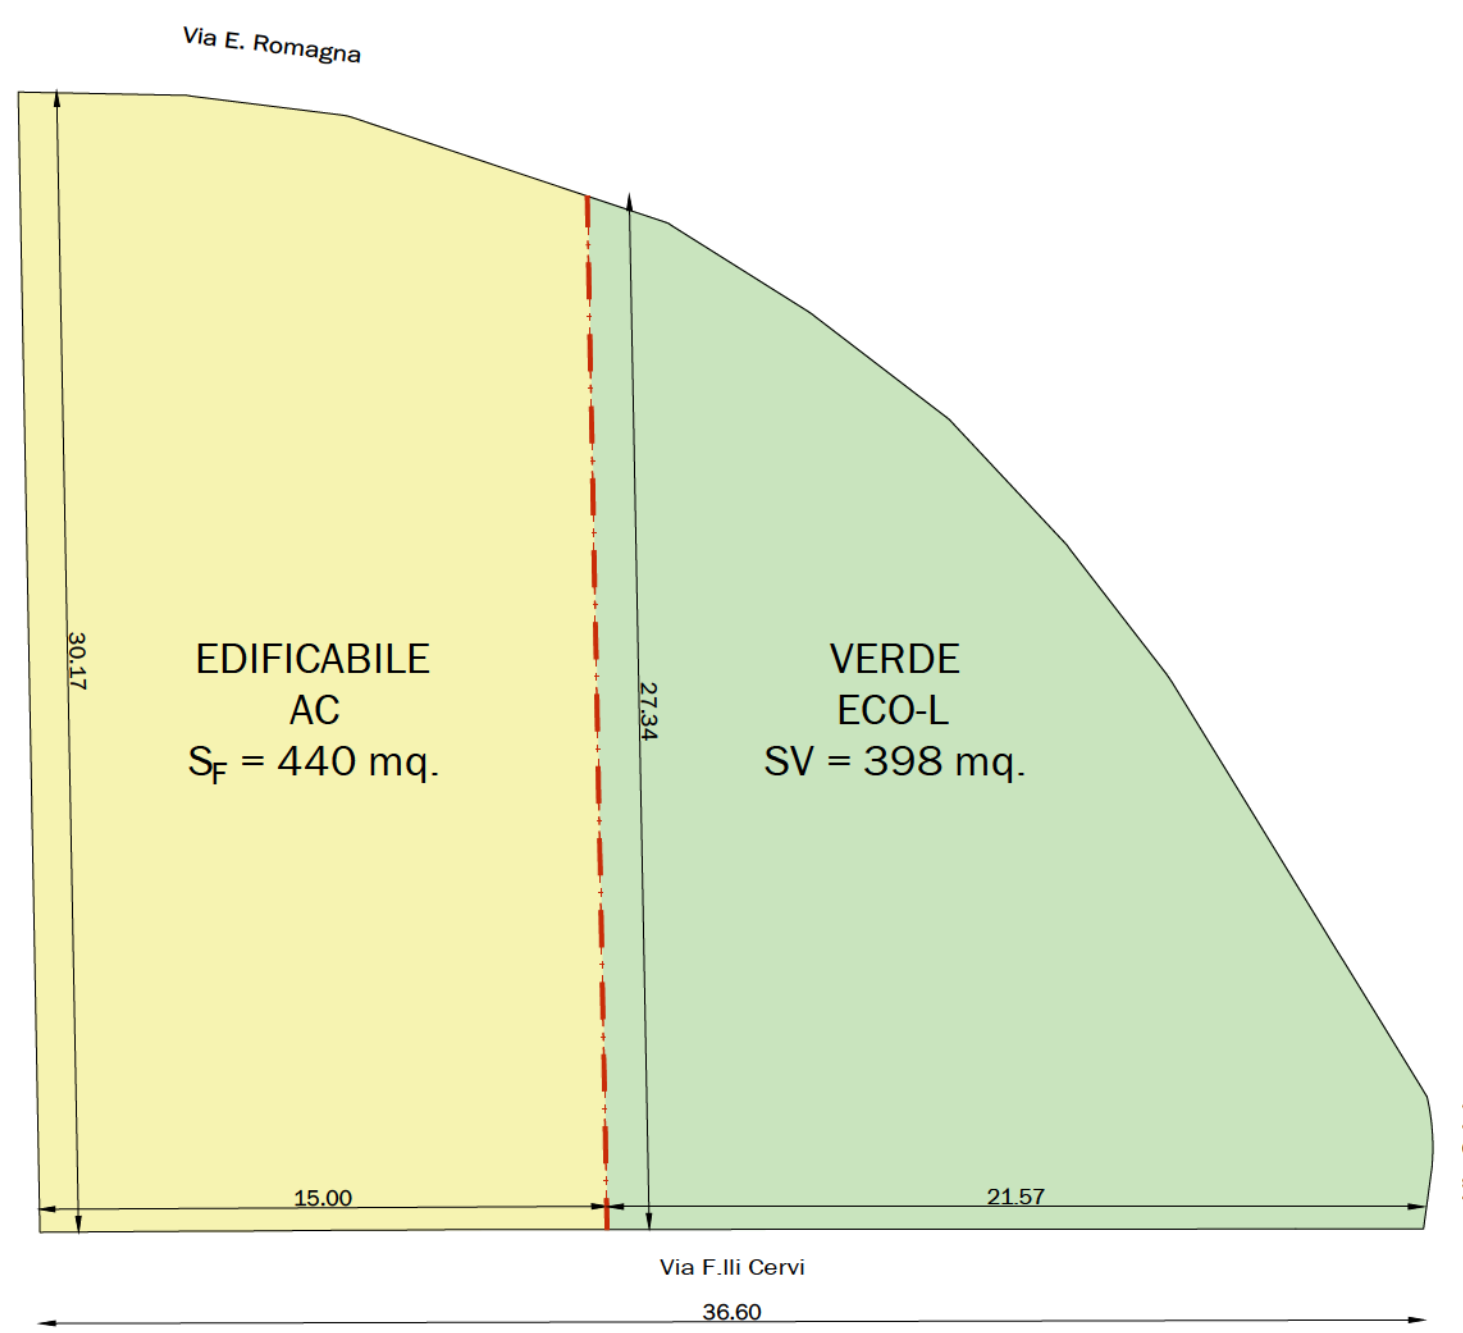 Via E. Romagna
30.17
27.34
EDIFICABILE
AC
SF = 440 mq.
VERDE
ECO-L
SV = 398 mq.
15.00
21.57
Via F.lli Cervi
36.60